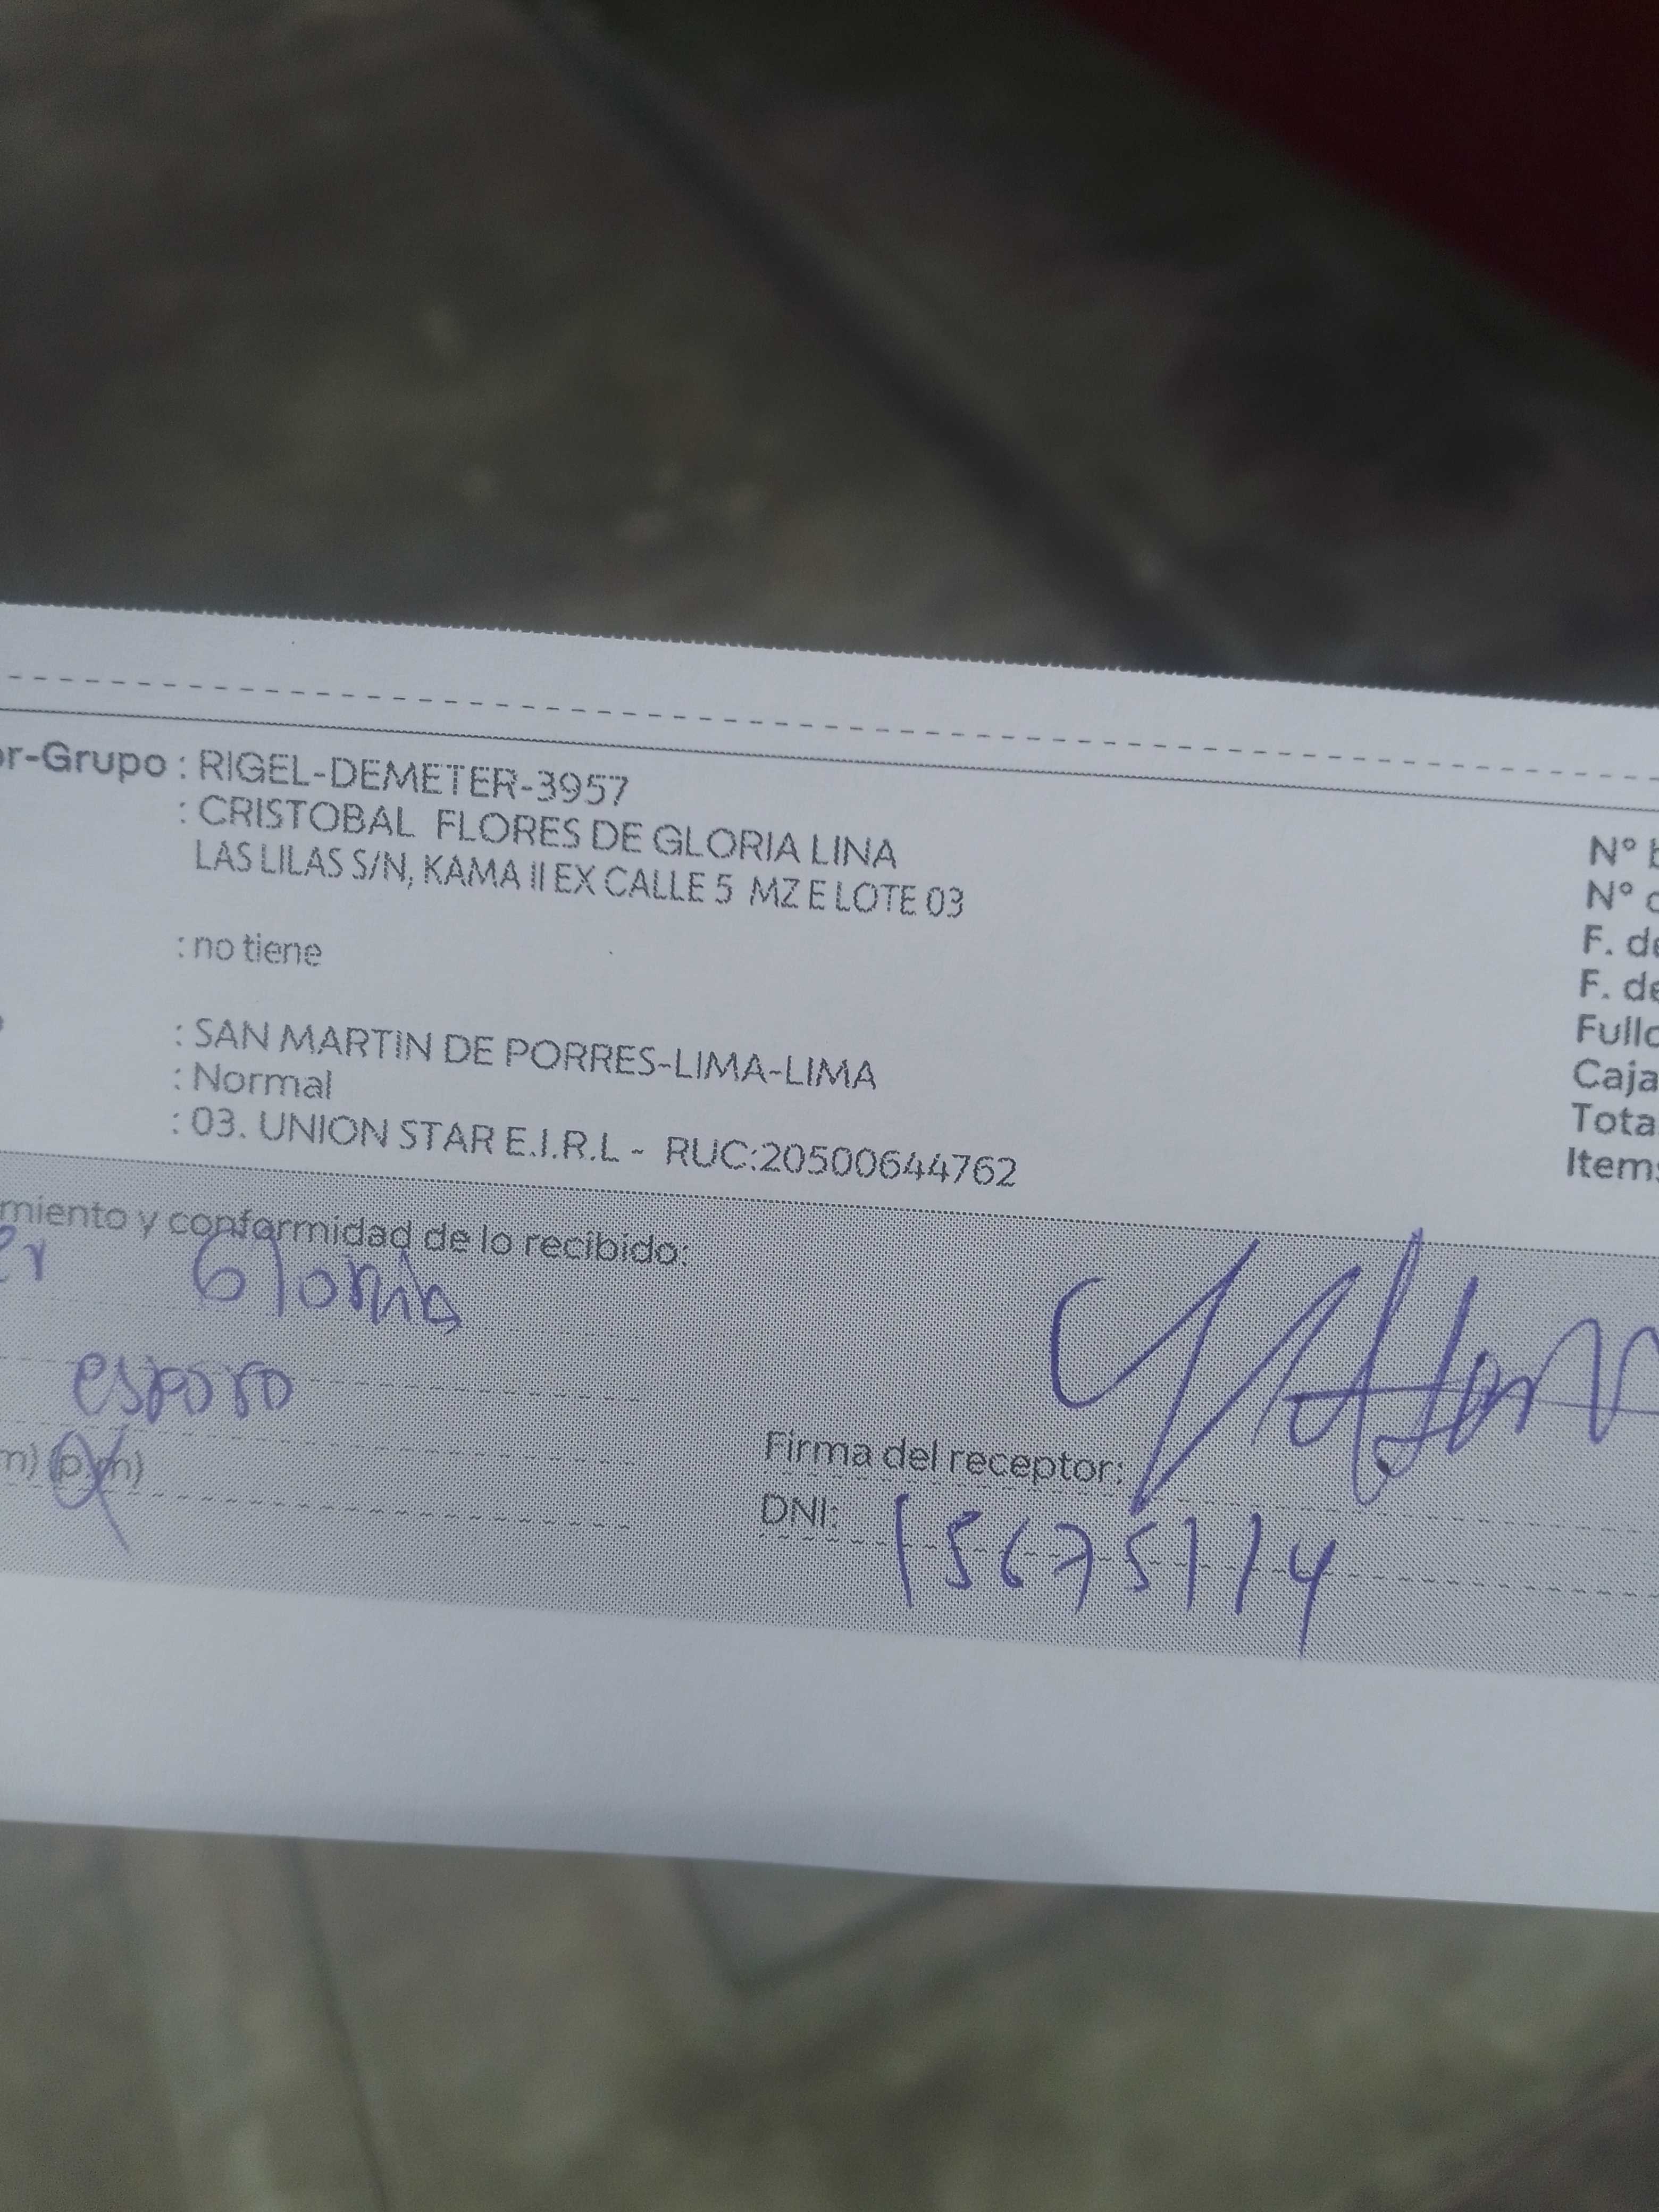 or-Grupo : RIGEL-DEMETER-3957
: CRISTOBAL FLORES DE GLORIA LINA
LAS LILAS S/N, KAMA II EX CALLE 5 MZ E LOTE 03
: no tiene
: SAN MARTIN DE PORRES-LIMA-LIMA
: Normal
: 03. UNION STAR E.I.R.L - RUC:20500644762
N°
N°
F. de
F. de
Fullc
Caja
Tota
Items
miento y conformidad de lo recibido:
Gloria
esposo
m) (p.m)
Firma del receptor:
DNI: 15675114